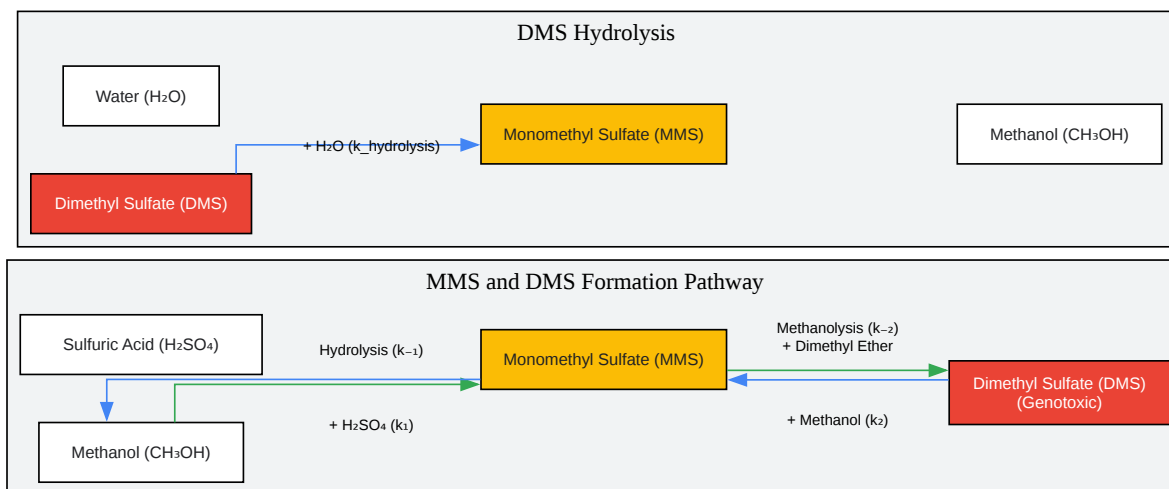 DMS Hydrolysis
Water (H₂O)
Monomethyl Sulfate (MMS)
Methanol (CH₃OH)
+ H₂O (k_hydrolysis)
Dimethyl Sulfate (DMS)
MMS and DMS Formation Pathway
Sulfuric Acid (H₂SO₄)
Hydrolysis (k₋₁)
Monomethyl Sulfate (MMS)
Methanolysis (k₋₂)
+ Dimethyl Ether
Dimethyl Sulfate (DMS)
(Genotoxic)
+ H₂SO₄ (k₁)
+ Methanol (k₂)
Methanol (CH₃OH)